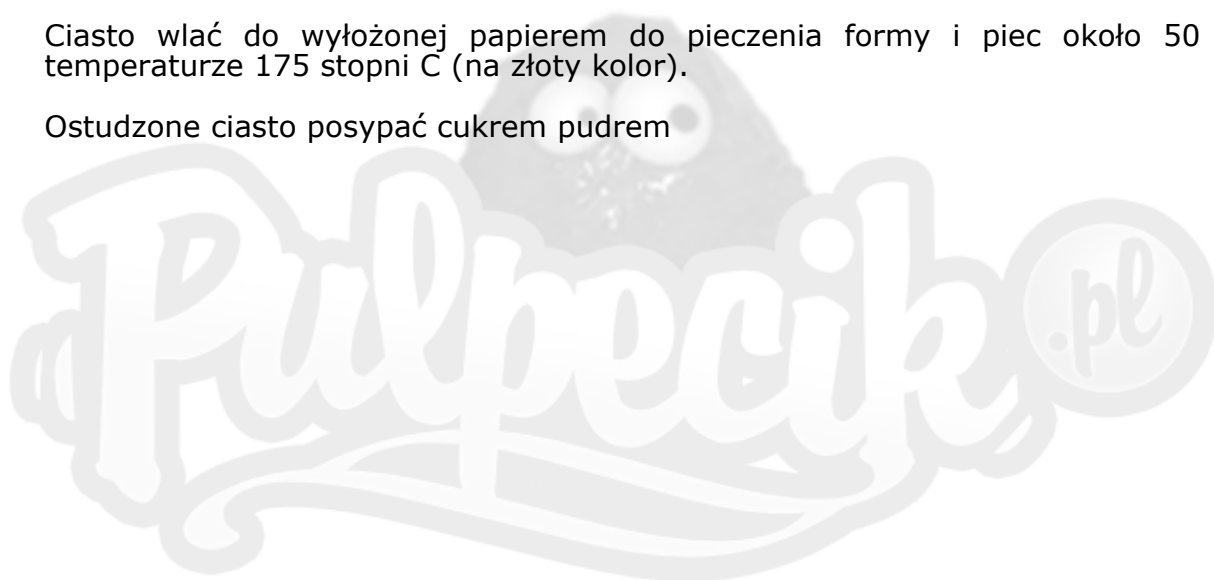 Ciasto wlać do wyłożonej papierem do pieczenia formy i piec około 50
temperaturze 175 stopni C (na złoty kolor).
Ostudzone ciasto posypać cukrem pudrem
Pulpecik .pl